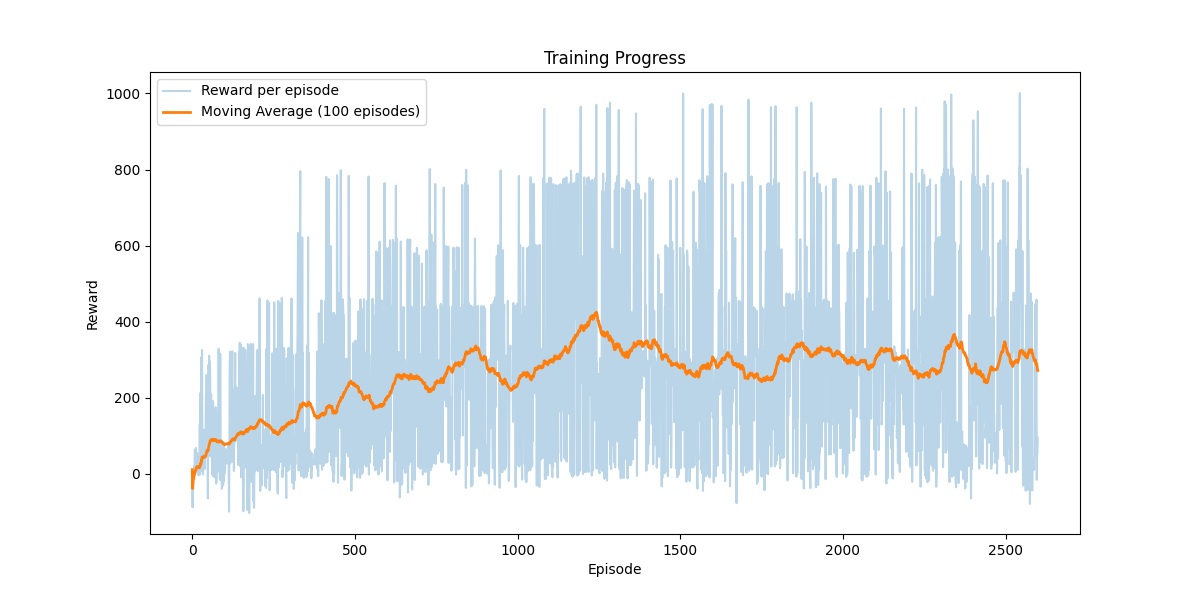 Training Progress
Reward per episode
Moving Average (100 episodes)
1000
800
600
400
200
0
Reward
0
500
1000
1500
2000
2500
Episode